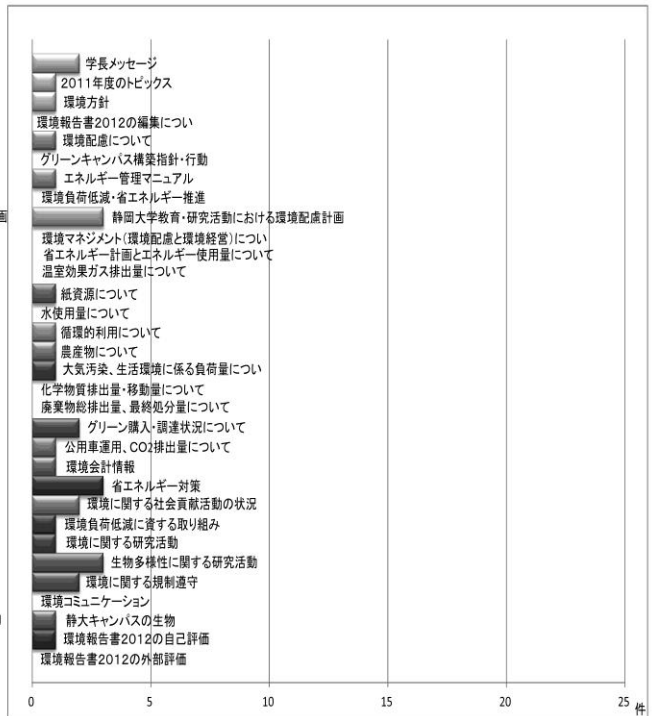 学長メッセージ
2011年度のトピックス
環境方針
環境報告書2012の編集につい
環境配慮について
グリーンキャンパス構築指針・行動
エネルギー管理マニュアル
環境負荷低減・省エネルギー推進
画
静岡大学教育・研究活動における環境配慮計画
環境マネジメント(環境配慮と環境経営)につい
省エネルギー計画とエネルギー使用量について
温室効果ガス排出量について
紙資源について
水使用量について
循環的利用について
農産物について
大気汚染、生活環境に係る負荷量につい
化学物質排出量・移動量について
廃棄物総排出量、最終処分量について
グリーン購入・調達状況について
公用車運用、CO2排出量について
環境会計情報
省エネルギー対策
環境に関する社会貢献活動の状況
環境負荷低減に資する取り組み
環境に関する研究活動
生物多様性に関する研究活動
環境に関する規制遵守
環境コミュニケーション
静大キャンパスの生物
環境報告書2012の自己評価
環境報告書2012の外部評価
0 5 10 15 20 25
件